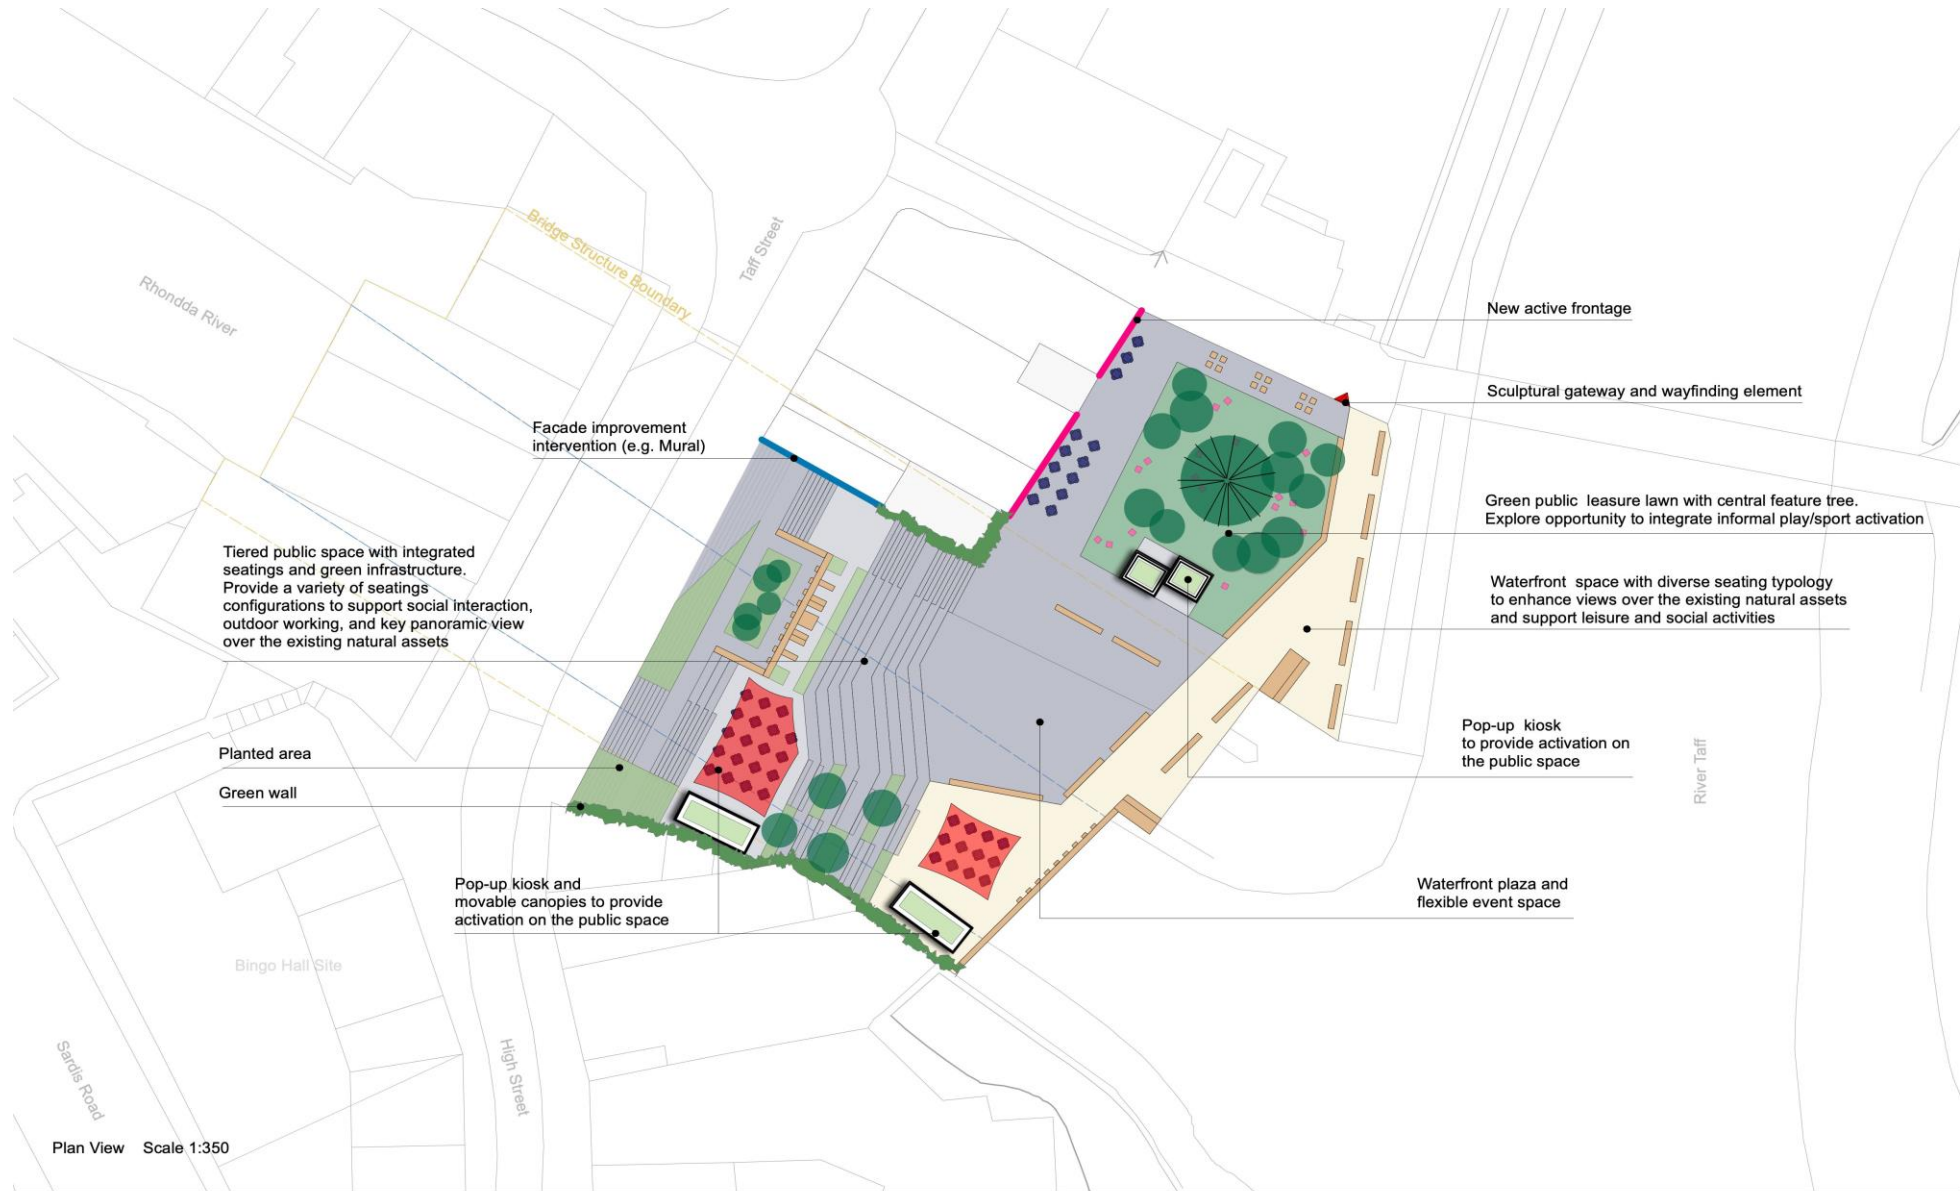 Bridge Structure Boundary
Taff Street
Rhondda River
New active frontage
Sculptural gateway and wayfinding element
Facade improvement
intervention (e.g. Mural)
Green public leasure lawn with central feature tree.
Explore opportunity to integrate informal play/sport activation
Tiered public space with integrated
seatings and green infrastructure.
Provide a variety of seatings
configurations to support social interaction,
outdoor working, and key panoramic view
over the existing natural assets
Waterfront space with diverse seating typology
to enhance views over the existing natural assets
and support leisure and social activities
Pop-up kiosk
to provide activation on
the public space
River Taff
Planted area
Green wall
Pop-up kiosk and
movable canopies to provide
activation on the public space
Waterfront plaza and
flexible event space
Bingo Hall Site
Sardis Road
High Street
Plan View Scale 1:350